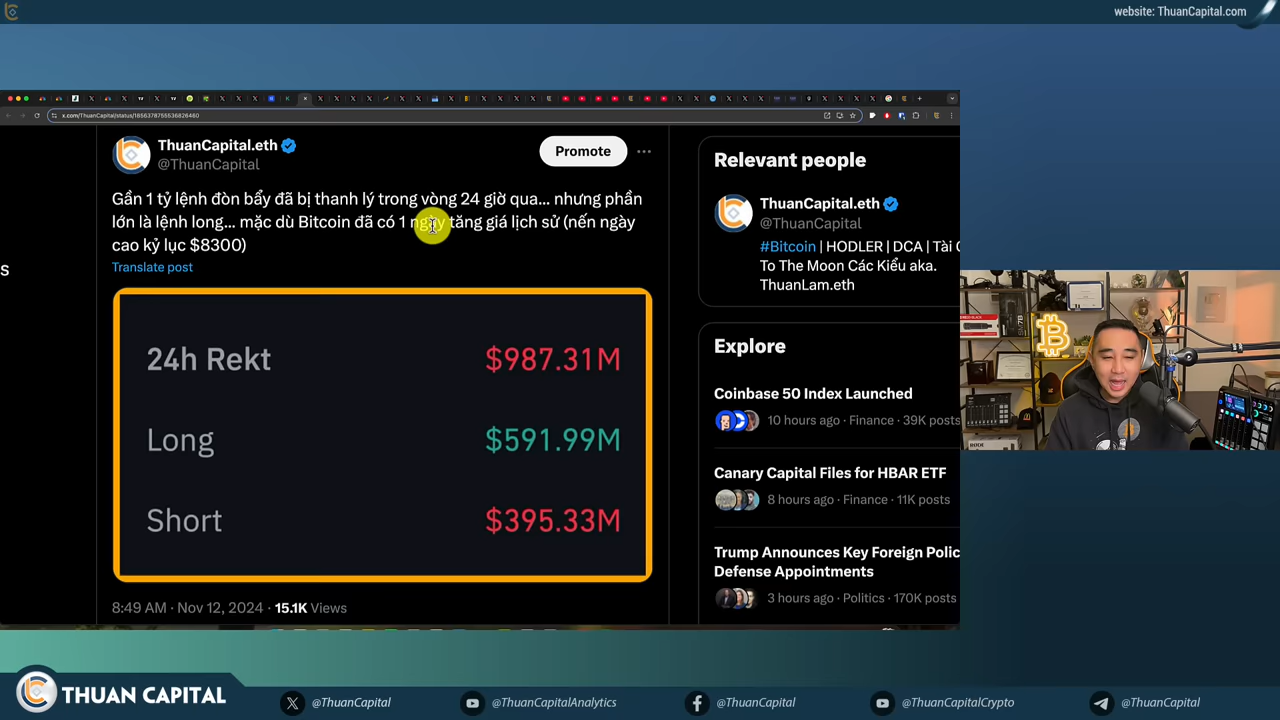 website: ThuanCapital.com
x.com/ThuanCapital/status/1856378755536826460
ThuanCapital.eth
@ThuanCapital
Promote
Gần 1 tỷ lệnh đòn bẩy đã bị thanh lý trong vòng 24 giờ qua... nhưng phần
lớn là lệnh long... mặc dù Bitcoin đã có 1 ngày tăng giá lịch sử (nến ngày
cao kỷ lục $8300)
Translate post
24h Rekt $987.31M
Long $591.99M
Short $395.33M
8:49 AM · Nov 12, 2024 · 15.1K Views
s
Relevant people
ThuanCapital.eth
@ThuanCapital
#Bitcoin | HODLER | DCA | Tài C
To The Moon Các Kiểu aka.
ThuanLam.eth
Explore
Coinbase 50 Index Launched
10 hours ago · Finance · 39K posts
Canary Capital Files for HBAR ETF
8 hours ago · Finance · 11K posts
Trump Announces Key Foreign Polic
Defense Appointments
3 hours ago · Politics · 170K posts
THUAN CAPITAL
@ThuanCapital
@ThuanCapitalAnalytics
@ThuanCapital
@ThuanCapitalCrypto
@ThuanCapital